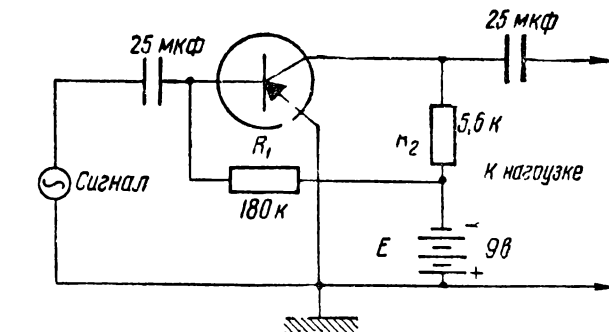 25 мкф
25 мкф
R₁
R₂
5,6 к
Сигнал
180 к
К нагрузке
E
9в